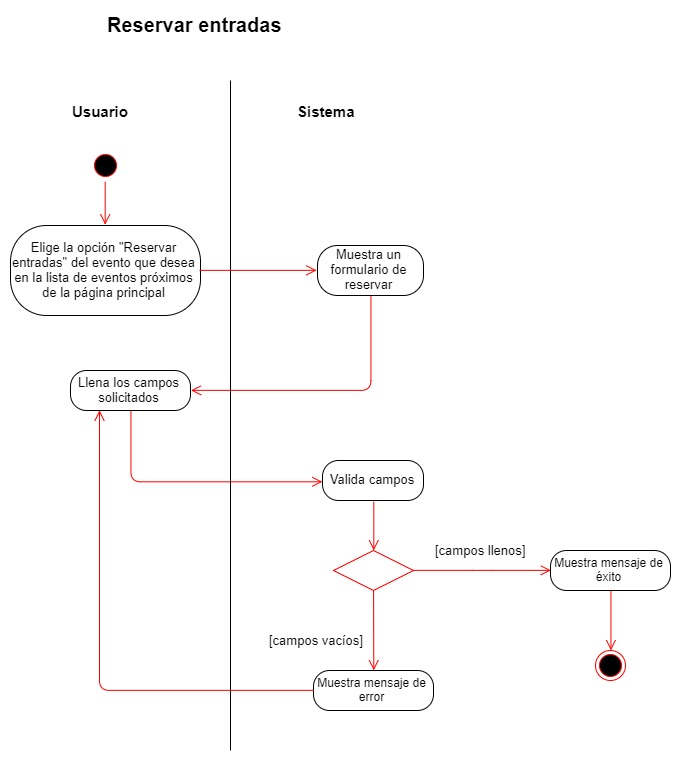 Reservar entradas
Usuario
Sistema
Elige la opción "Reservar
entradas" del evento que desea
en la lista de eventos próximos
de la página principal
Muestra un
formulario de
reservar
Llena los campos
solicitados
Valida campos
[campos llenos]
Muestra mensaje de
éxito
[campos vacíos]
Muestra mensaje de
error